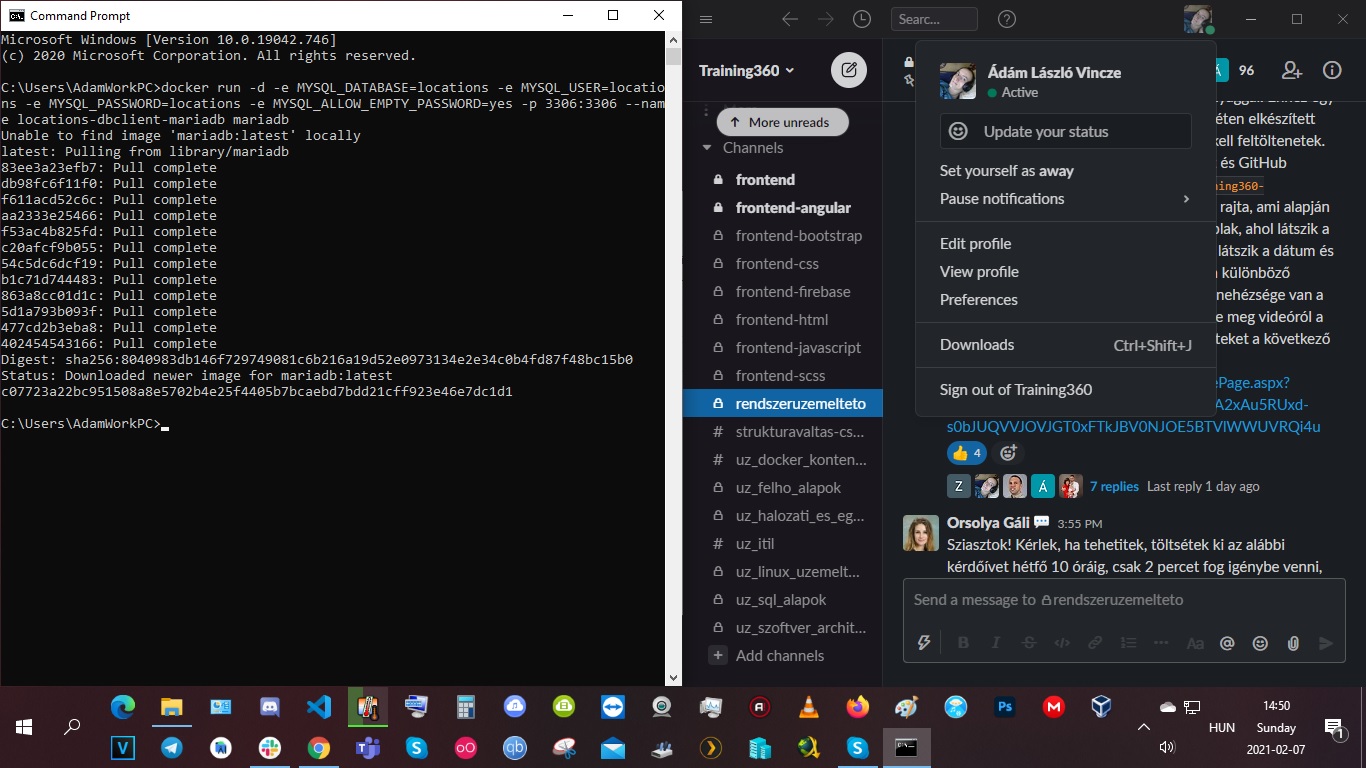 Command Prompt
Microsoft Windows [Version 10.0.19042.746]
(c) 2020 Microsoft Corporation. All rights reserved.
C:\Users\AdamWorkPC>docker run -d -e MYSQL_DATABASE=locations -e MYSQL_USER=locatio
ns -e MYSQL_PASSWORD=locations -e MYSQL_ALLOW_EMPTY_PASSWORD=yes -p 3306:3306 --nam
e locations-dbclient-mariadb mariadb
Unable to find image 'mariadb:latest' locally
latest: Pulling from library/mariadb
83ee3a23efb7: Pull complete
db98fc6f11f0: Pull complete
f611acd52c6c: Pull complete
aa2333e25466: Pull complete
f53ac4b825fd: Pull complete
c20afcf9b055: Pull complete
54c5dc6dcf19: Pull complete
b1c71d744483: Pull complete
863a8cc01d1c: Pull complete
5d1a793b093f: Pull complete
477cd2b3eba8: Pull complete
402454543166: Pull complete
Digest: sha256:8040983db146f729749081c6b216a19d52e0973134e2e34c0b4fd87f48bc15b0
Status: Downloaded newer image for mariadb:latest
c07723a22bc951508a8e5702b4e25f4405b7bcaebd7bdd21cff923e46e7dc1d1
C:\Users\AdamWorkPC>
Searc...
Training360
More unreads
Channels
frontend
frontend-angular
frontend-bootstrap
frontend-css
frontend-firebase
frontend-html
frontend-javascript
frontend-scss
rendszeruzemelteto
strukturavaltas-cs...
uz_docker_konten...
uz_felho_alapok
uz_halozati_es_eg...
uz_itil
uz_linux_uzemelt...
uz_sql_alapok
uz_szoftver_archit...
Add channels
Ádám László Vincze
Active
Update your status
Set yourself as away
Pause notifications
Edit profile
View profile
Preferences
Downloads Ctrl+Shift+J
Sign out of Training360
96
éten elkészített
kell feltöltenetek.
és GitHub
ning360-
rajta, ami alapján
olak, ahol látszik a
látszik a dátum és
különböző
nehézsége van a
e meg videóról a
teket a következő
ePage.aspx?
A2xAu5RUxd-
s0bJUQVVJOVJGT0xFTkJBV0NJOE5BTVlWWUVRQi4u
4
Z
Á
7 replies Last reply 1 day ago
Orsolya Gáli 3:55 PM
Sziasztok! Kérlek, ha tehetitek, töltsétek ki az alábbi
kérdőívet hétfő 10 óráig, csak 2 percet fog igénybe venni,
Send a message to rendszeruzemelteto
HUN
14:50
Sunday
2021-02-07
1